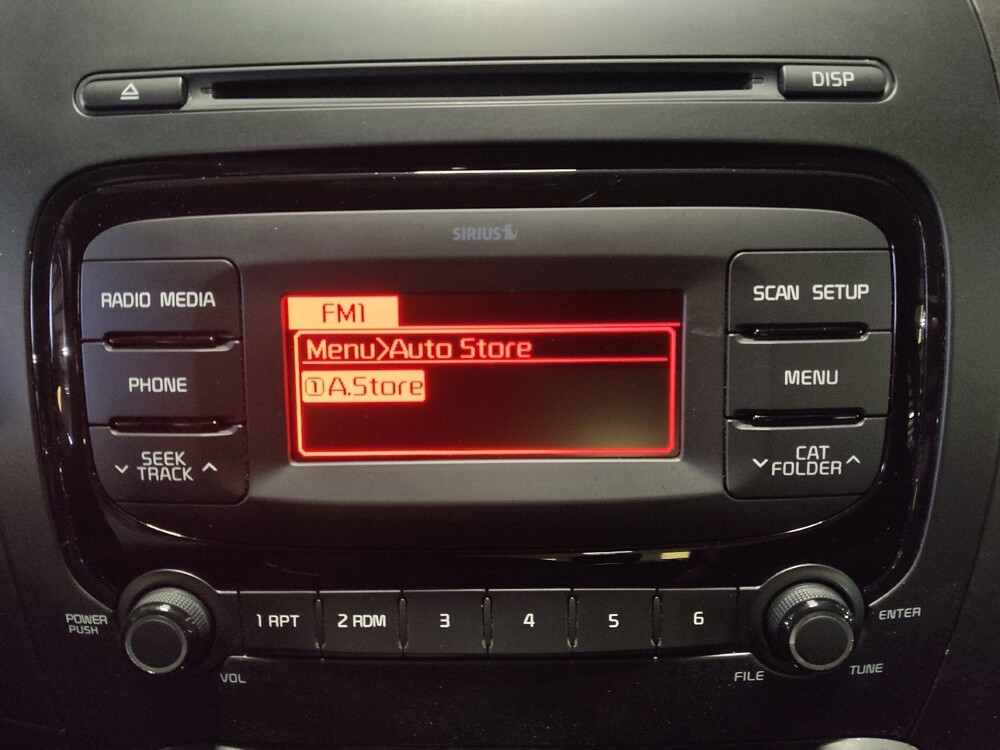 DISP
SIRIUS
RADIO MEDIA
SCAN SETUP
FM1
Menu>Auto Store
①A.Store
PHONE
MENU
SEEK
TRACK
CAT
FOLDER
POWER
PUSH
VOL
1 RPT
2 RDM
3
4
5
6
ENTER
FILE
TUNE